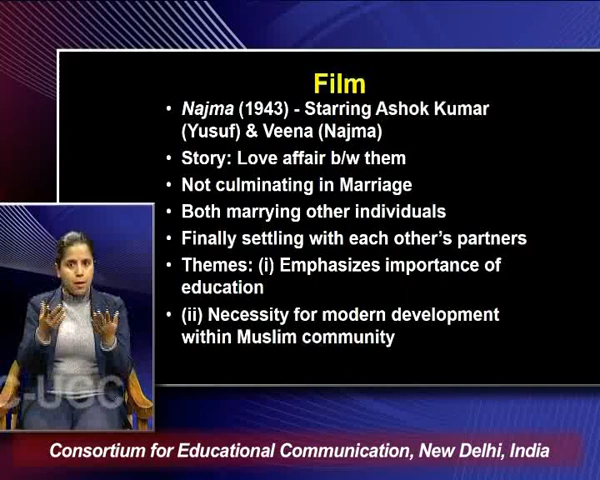 Film
• Najma (1943) - Starring Ashok Kumar
(Yusuf) & Veena (Najma)
• Story: Love affair b/w them
• Not culminating in Marriage
• Both marrying other individuals
• Finally settling with each other's partners
• Themes: (i) Emphasizes importance of
education
• (ii) Necessity for modern development
within Muslim community
C-UGC
Consortium for Educational Communication, New Delhi, India